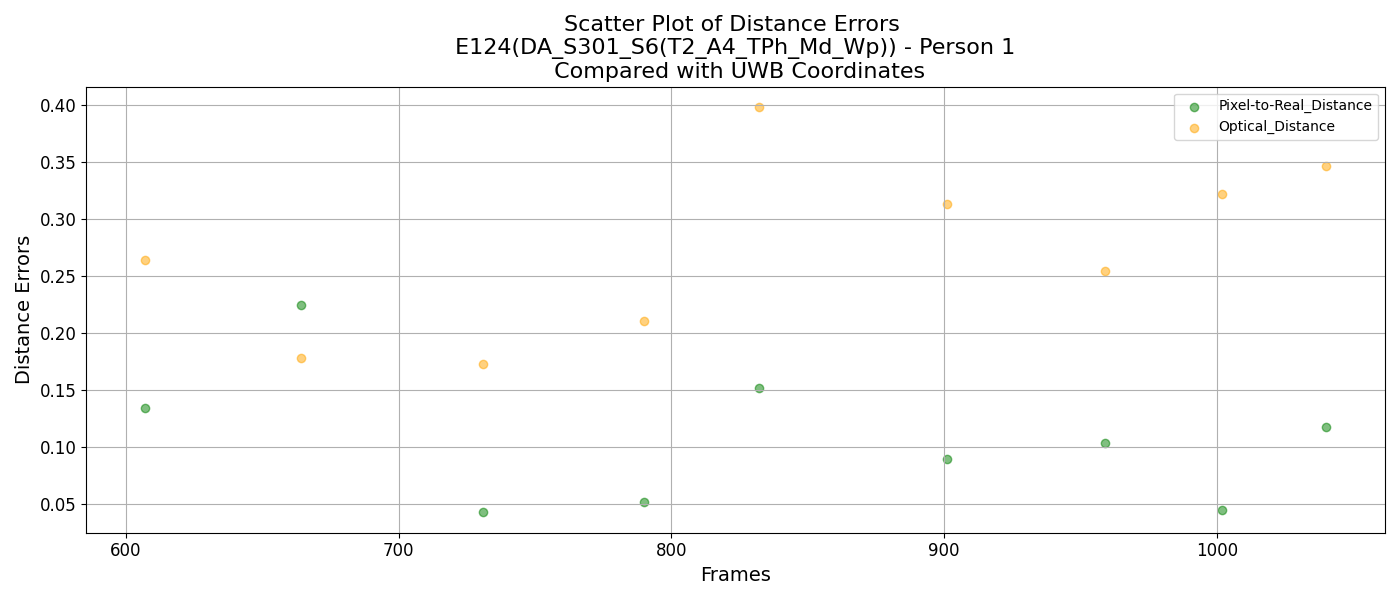 Scatter Plot of Distance Errors
E124(DA_S301_S6(T2_A4_TPh_Md_Wp)) - Person 1
Compared with UWB Coordinates
Pixel-to-Real_Distance
Optical_Distance
Distance Errors
0.40
0.35
0.30
0.25
0.20
0.15
0.10
0.05
600 700 800 900 1000
Frames